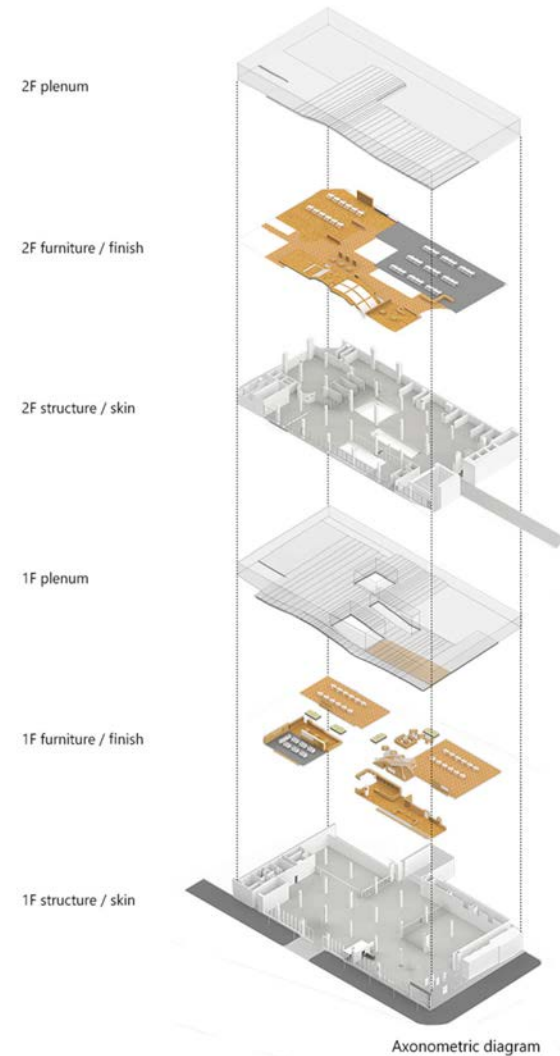 2F plenum
2F furniture / finish
2F structure / skin
1F plenum
1F furniture / finish
1F structure / skin
Axonometric diagram